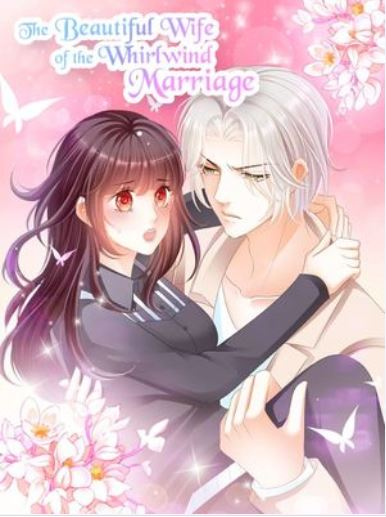 The Beautiful Wife
of the Whirlwind
Marriage